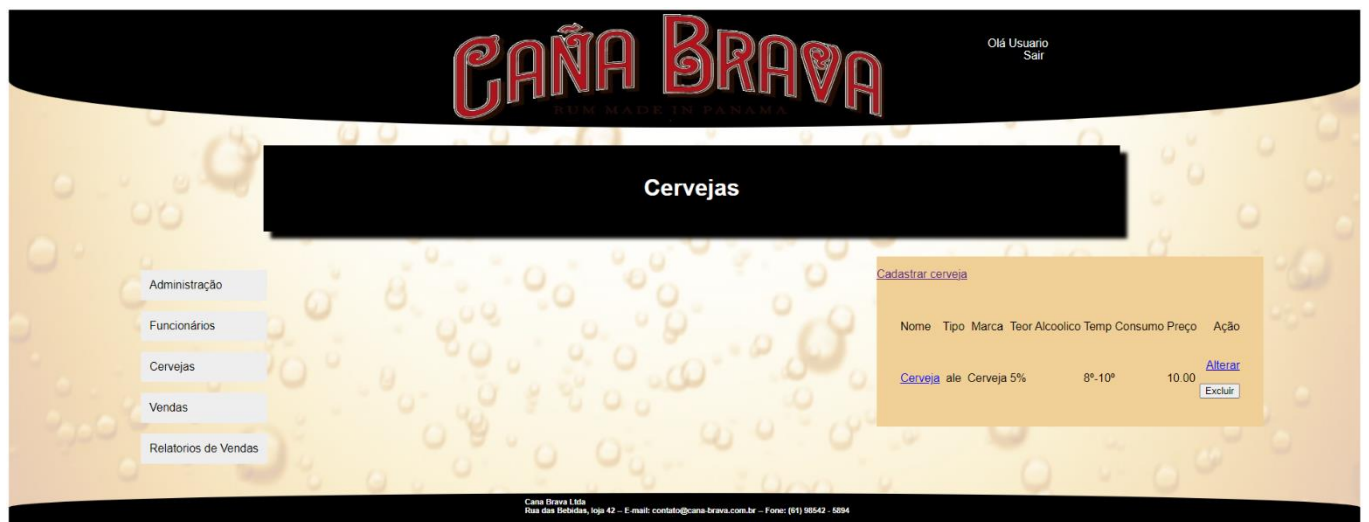 CAÑA BRAVA
RUM MADE IN PANAMA
Olá Usuario
Sair
Cervejas
Administração
Funcionários
Cervejas
Vendas
Relatorios de Vendas
Cadastrar cerveja
Nome Tipo Marca Teor Alcoolico Temp Consumo Preço Ação
Cerveja ale Cerveja 5% 8º-10º 10.00 Alterar
Excluir
Cana Brava Ltda
Rua das Bebidas, loja 42 – E-mail: contato@cana-brava.com.br – Fone: (61) 98542 - 5894